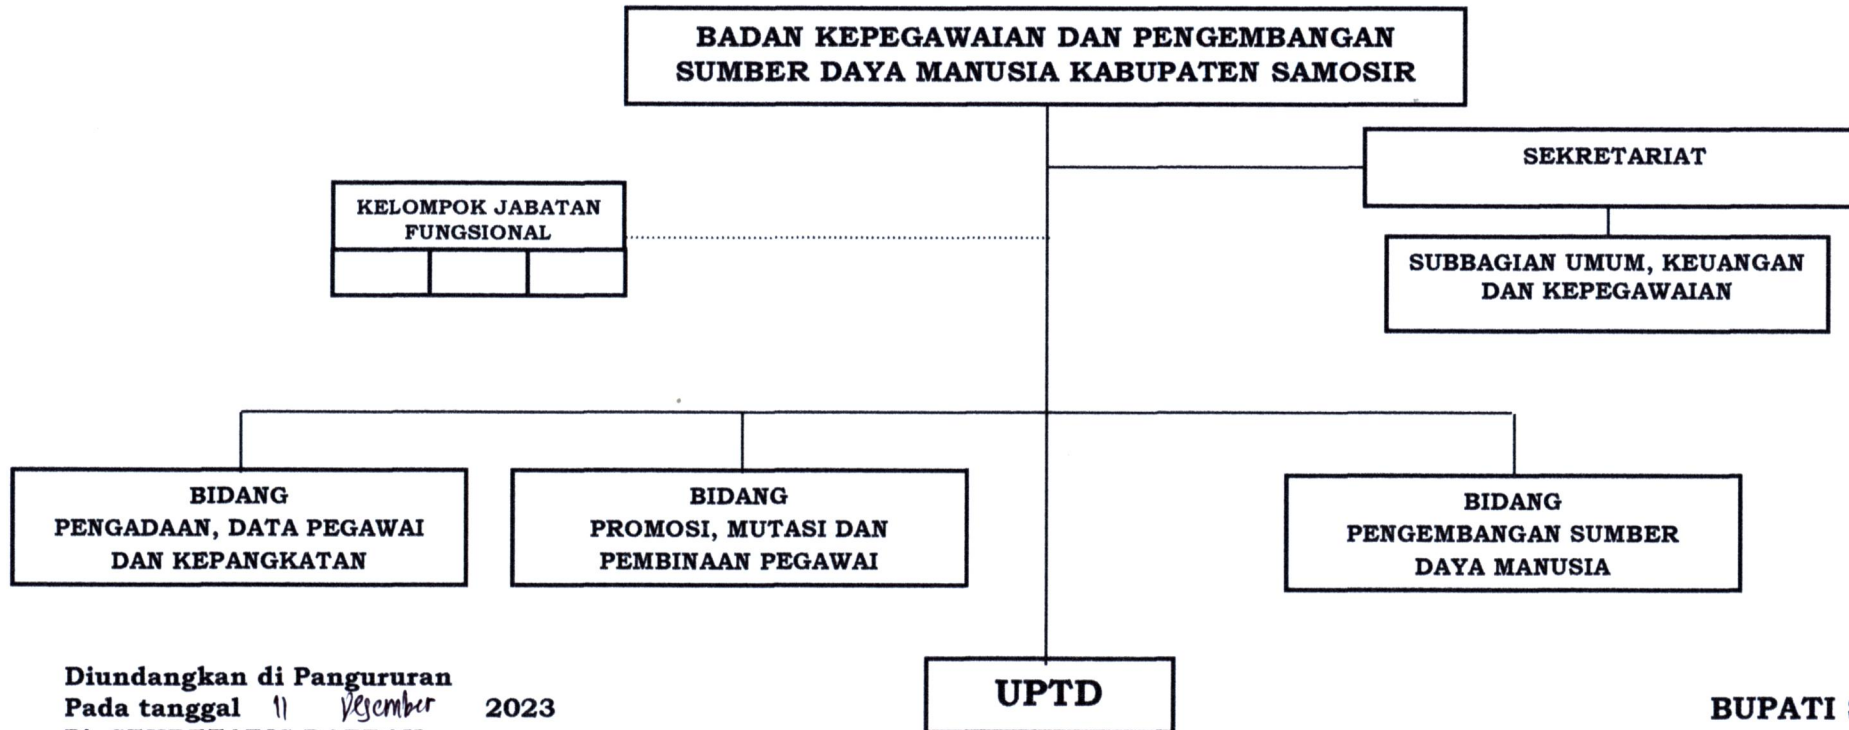 BADAN KEPEGAWAIAN DAN PENGEMBANGAN
SUMBER DAYA MANUSIA KABUPATEN SAMOSIR
SEKRETARIAT
KELOMPOK JABATAN
FUNGSIONAL
SUBBAGIAN UMUM, KEUANGAN
DAN KEPEGAWAIAN
BIDANG
PENGADAAN, DATA PEGAWAI
DAN KEPANGKATAN
BIDANG
PROMOSI, MUTASI DAN
PEMBINAAN PEGAWAI
BIDANG
PENGEMBANGAN SUMBER
DAYA MANUSIA
UPTD
Diundangkan di Pangururan
Pada tanggal 11 Desember 2023
BUPATI